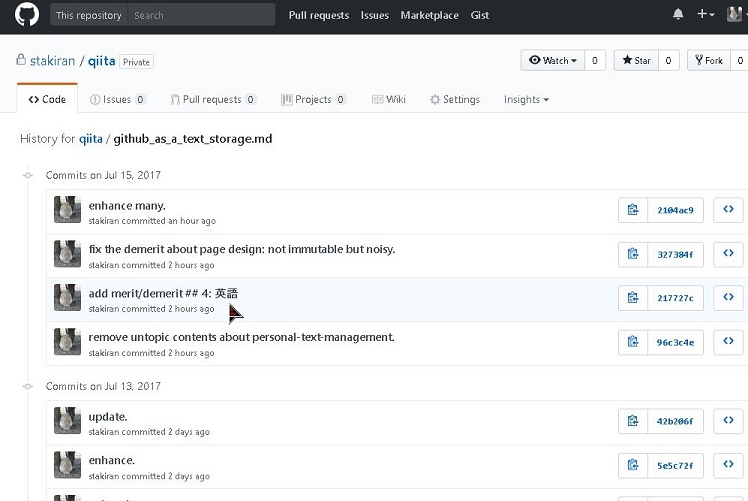 This repository Search Pull requests Issues Marketplace Gist
stakiran / qiita Private Watch 0 Star 0 Fork 0
Code Issues 0 Pull requests 0 Projects 0 Wiki Settings Insights
History for qiita / github_as_a_text_storage.md
Commits on Jul 15, 2017
enhance many.
stakiran committed an hour ago
2104ac9
fix the demerit about page design: not immutable but noisy.
stakiran committed 2 hours ago
327384f
add merit/demerit ## 4: 英語
stakiran committed 2 hours ago
217727c
remove untopic contents about personal-text-management.
stakiran committed 2 hours ago
96c3c4e
Commits on Jul 13, 2017
update.
stakiran committed 2 days ago
42b206f
enhance.
stakiran committed 2 days ago
5e5c72f